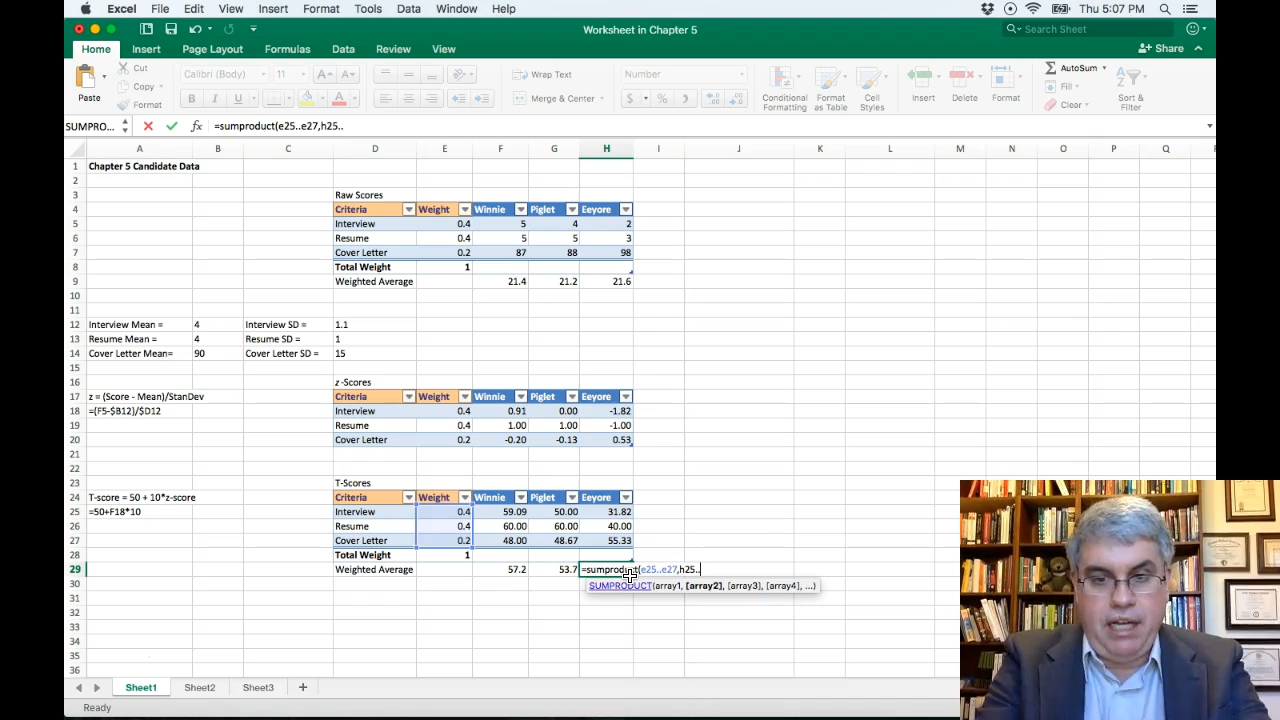 Excel File Edit View Insert Format Tools Data Window Help Thu 5:07 PM
Worksheet in Chapter 5
Search Sheet
Home Insert Page Layout Formulas Data Review View
Share
Paste
Cut
Copy
Format
Calibri (Body) 11
B I U
Wrap Text
Merge & Center
Number
$ %
Conditional Formatting
Format as Table
Cell Styles
Insert Delete Format
AutoSum
Fill
Clear
Sort & Filter
SUMPRO... fx =sumproduct(e25..e27,h25..
A B C D E F G H I J K L M N O P Q
1 Chapter 5 Candidate Data
2
3 Raw Scores
4 Criteria Weight Winnie Piglet Eeyore
5 Interview 0.4 5 4 2
6 Resume 0.4 5 5 3
7 Cover Letter 0.2 87 88 98
8 Total Weight 1
9 Weighted Average 21.4 21.2 21.6
10
11
12 Interview Mean = 4 Interview SD = 1.1
13 Resume Mean = 4 Resume SD = 1
14 Cover Letter Mean= 90 Cover Letter SD = 15
15
16 z -Scores
17 z = (Score - Mean)/StanDev Criteria Weight Winnie Piglet Eeyore
18 =(F5-$B12)/$D12 Interview 0.4 0.91 0.00 -1.82
19 Resume 0.4 1.00 1.00 -1.00
20 Cover Letter 0.2 -0.20 -0.13 0.53
21
22
23 T-Scores
24 T-score = 50 + 10*z-score Criteria Weight Winnie Piglet Eeyore
25 =50+F18*10 Interview 0.4 59.09 50.00 31.82
26 Resume 0.4 60.00 60.00 40.00
27 Cover Letter 0.2 48.00 48.67 55.33
28 Total Weight 1
29 Weighted Average 57.2 53.7 =sumproduct(e25..e27,h25..
SUMPRODUCT(array1, [array2], [array3], [array4], ...)
30
31
32
33
34
35
36
Sheet1 Sheet2 Sheet3 +
Ready